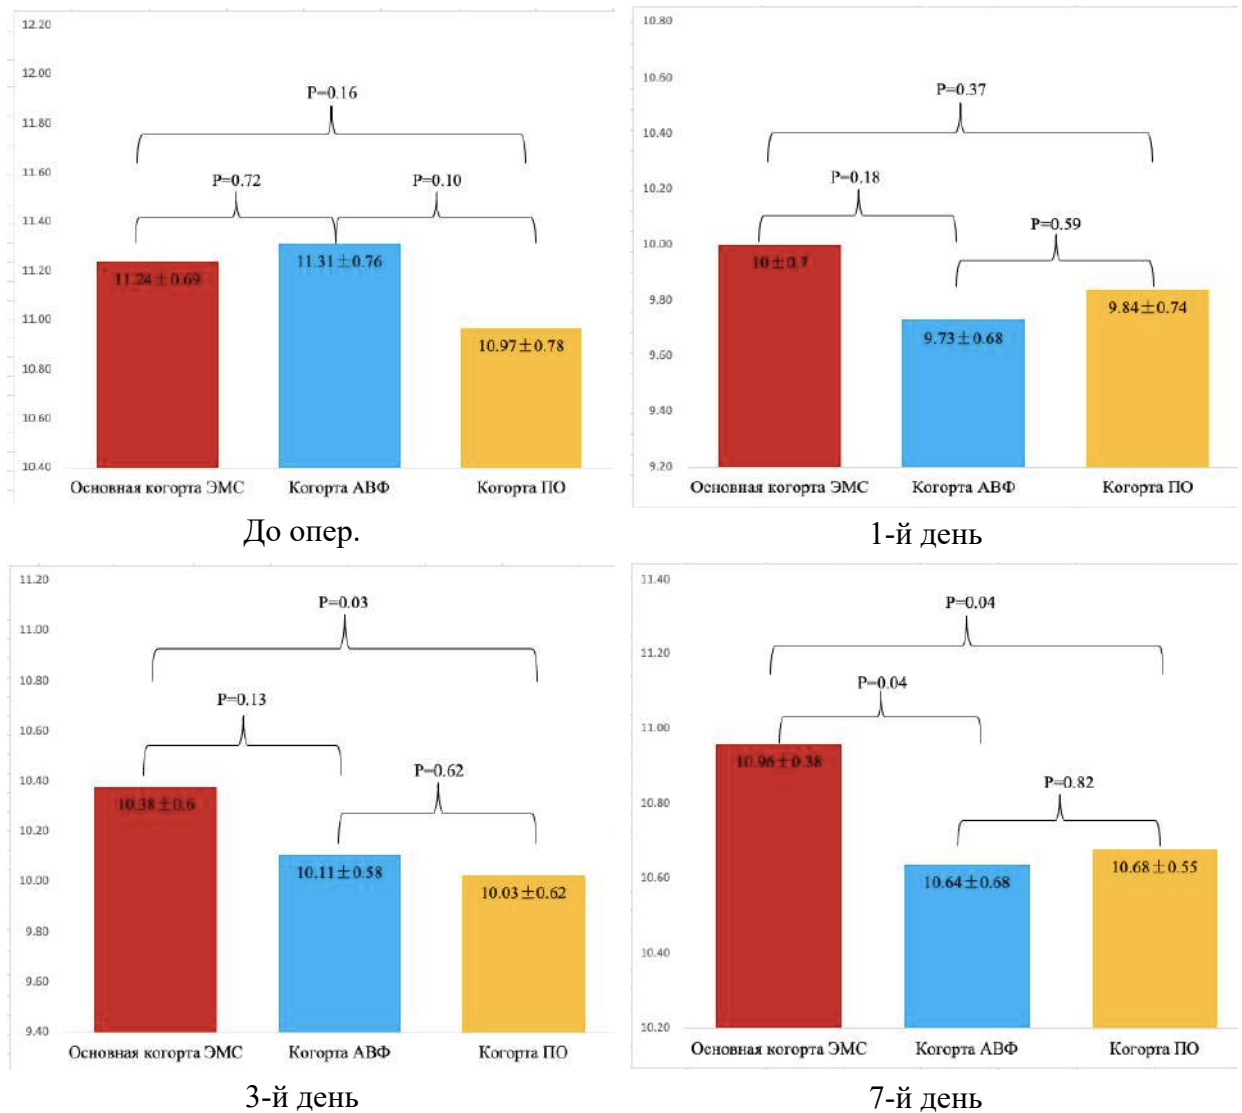 12.20
12.00
11.80
11.60
11.40
11.20
11.00
10.80
10.60
10.40
P=0.16
P=0.72
P=0.10
11.24±0.69
11.31±0.76
10.97±0.78
Основная когорта ЭМС
Когорта АВФ
Когорта ПО
До опер.
10.80
10.60
10.40
10.20
10.00
9.80
9.60
9.40
9.20
P=0.37
P=0.18
P=0.59
10±0.7
9.73±0.68
9.84±0.74
Основная когорта ЭМС
Когорта АВФ
Когорта ПО
1-й день
11.20
11.00
10.80
10.60
10.40
10.20
10.00
9.80
9.60
9.40
P=0.03
P=0.13
P=0.62
10.38±0.6
10.11±0.58
10.03±0.62
Основная когорта ЭМС
Когорта АВФ
Когорта ПО
3-й день
11.40
11.20
11.00
10.80
10.60
10.40
10.20
P=0.04
P=0.04
P=0.82
10.96±0.38
10.64±0.68
10.68±0.55
Основная когорта ЭМС
Когорта АВФ
Когорта ПО
7-й день